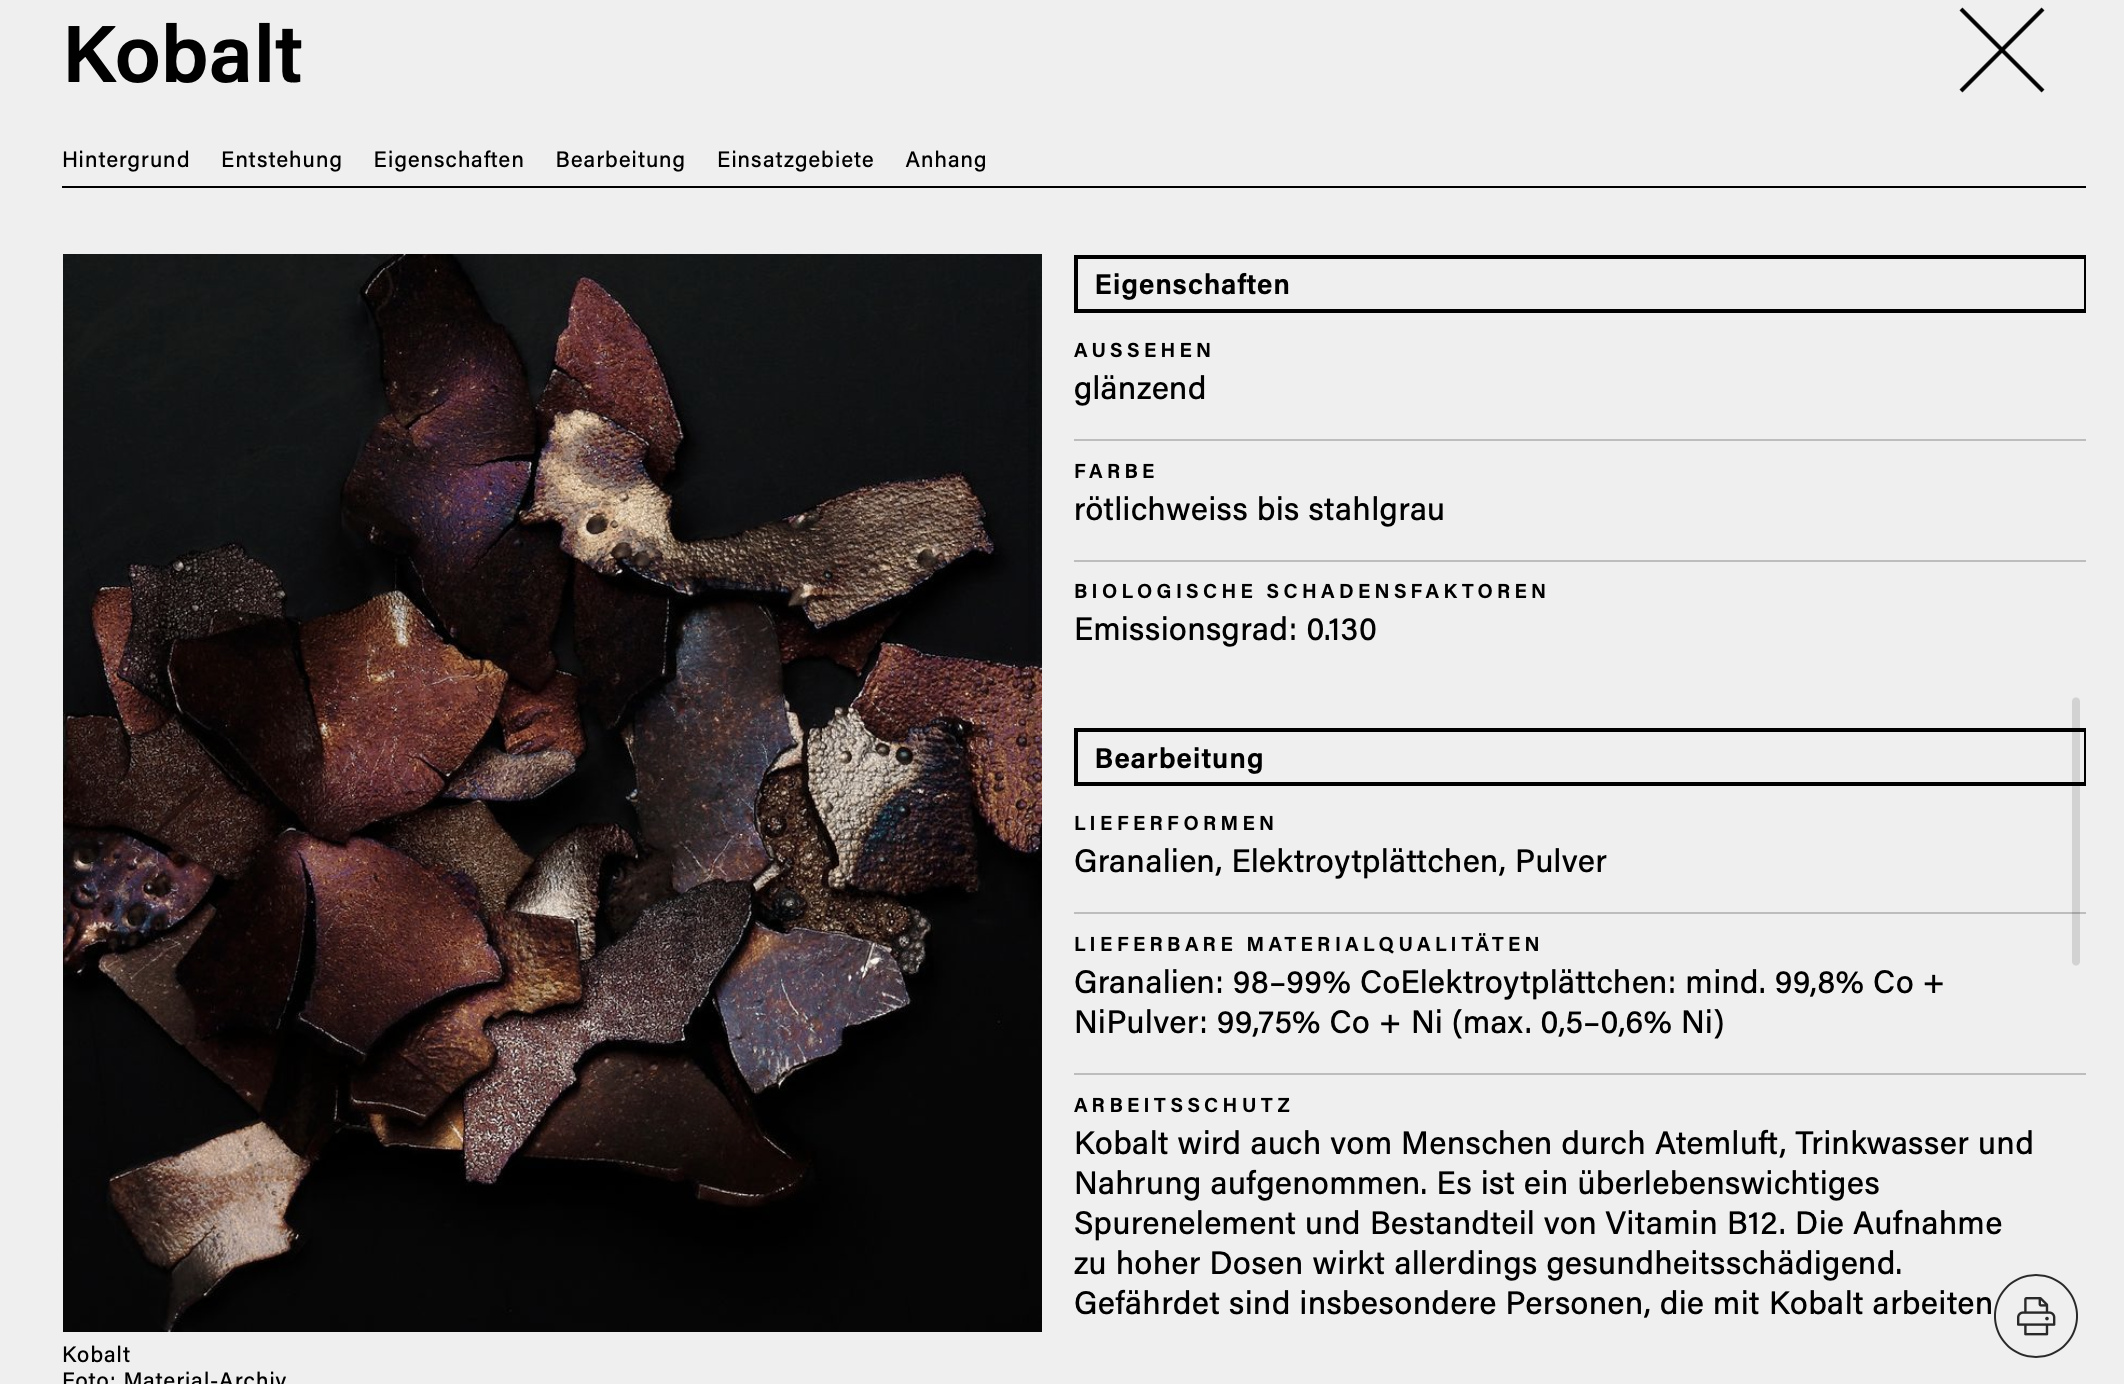 Kobalt
Hintergrund Entstehung Eigenschaften Bearbeitung Einsatzgebiete Anhang
Eigenschaften
AUSSEHEN
glänzend
FARBE
rötlichweiss bis stahlgrau
BIOLOGISCHE SCHADENSFAKTOREN
Emissionsgrad: 0.130
Bearbeitung
LIEFERFORMEN
Granalien, Elektroytplättchen, Pulver
LIEFERBARE MATERIALQUALITÄTEN
Granalien: 98–99% CoElektroytplättchen: mind. 99,8% Co +
NiPulver: 99,75% Co + Ni (max. 0,5–0,6% Ni)
ARBEITSSCHUTZ
Kobalt wird auch vom Menschen durch Atemluft, Trinkwasser und
Nahrung aufgenommen. Es ist ein überlebenswichtiges
Spurenelement und Bestandteil von Vitamin B12. Die Aufnahme
zu hoher Dosen wirkt allerdings gesundheitsschädigend.
Gefährdet sind insbesondere Personen, die mit Kobalt arbeiten
Kobalt
Foto: Material-Archiv